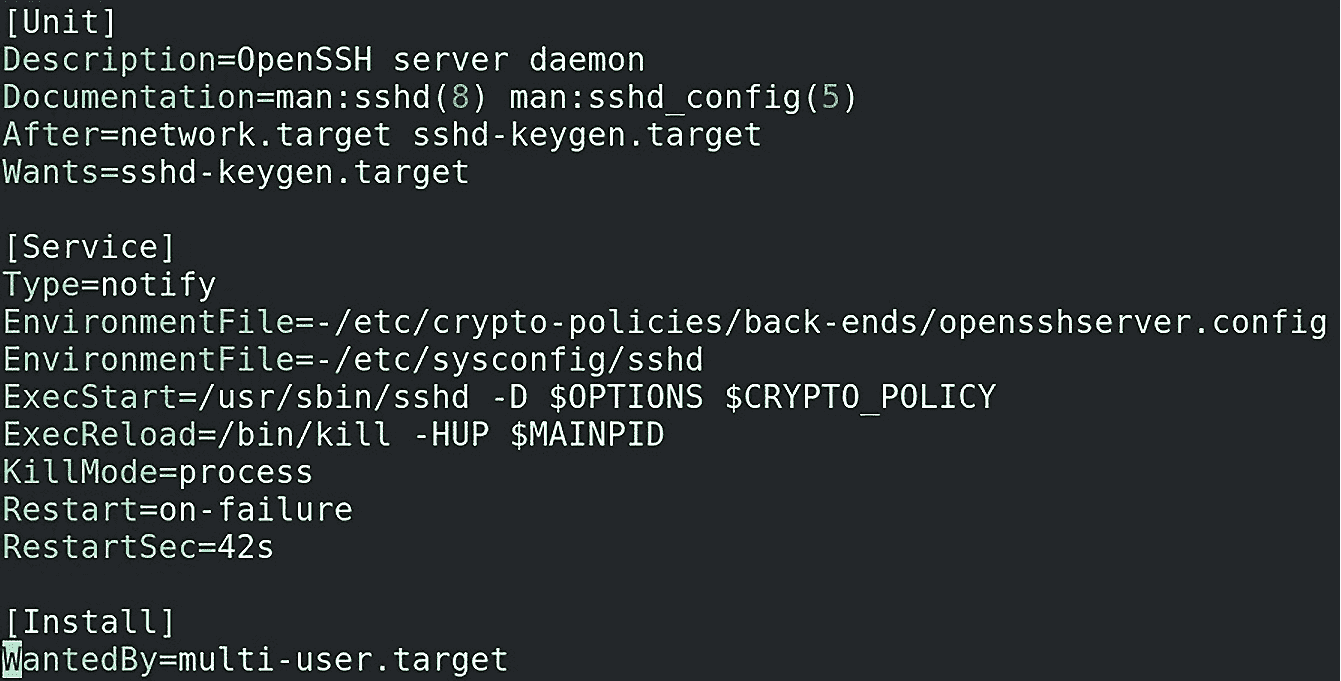 [Unit]
Description=OpenSSH server daemon
Documentation=man:sshd(8) man:sshd_config(5)
After=network.target sshd-keygen.target
Wants=sshd-keygen.target

[Service]
Type=notify
EnvironmentFile=-/etc/crypto-policies/back-ends/opensshserver.config
EnvironmentFile=-/etc/sysconfig/sshd
ExecStart=/usr/sbin/sshd -D $OPTIONS $CRYPTO_POLICY
ExecReload=/bin/kill -HUP $MAINPID
KillMode=process
Restart=on-failure
RestartSec=42s

[Install]
WantedBy=multi-user.target